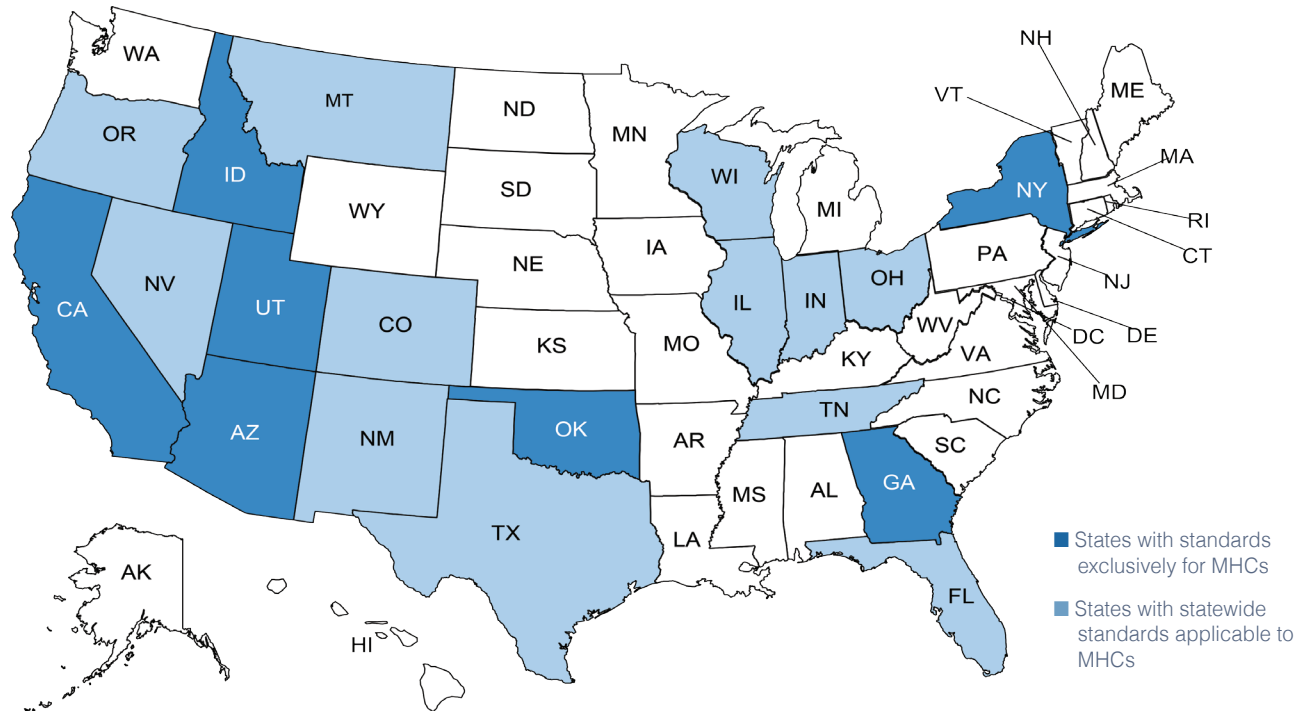 NH
WA
ME
VT
MT
ND
OR
MN
MA
ID
WI
SD
NY
WY
MI
RI
IA
PA
CT
NE
NV
OH
NJ
IL
IN
CA
UT
CO
WV
DC
DE
KS
MO
VA
KY
MD
NC
TN
AZ
NM
OK
AR
SC
GA
MS
AL
TX
LA
States with standards
exclusively for MHCs
AK
FL
States with statewide
standards applicable to
MHCs
HI